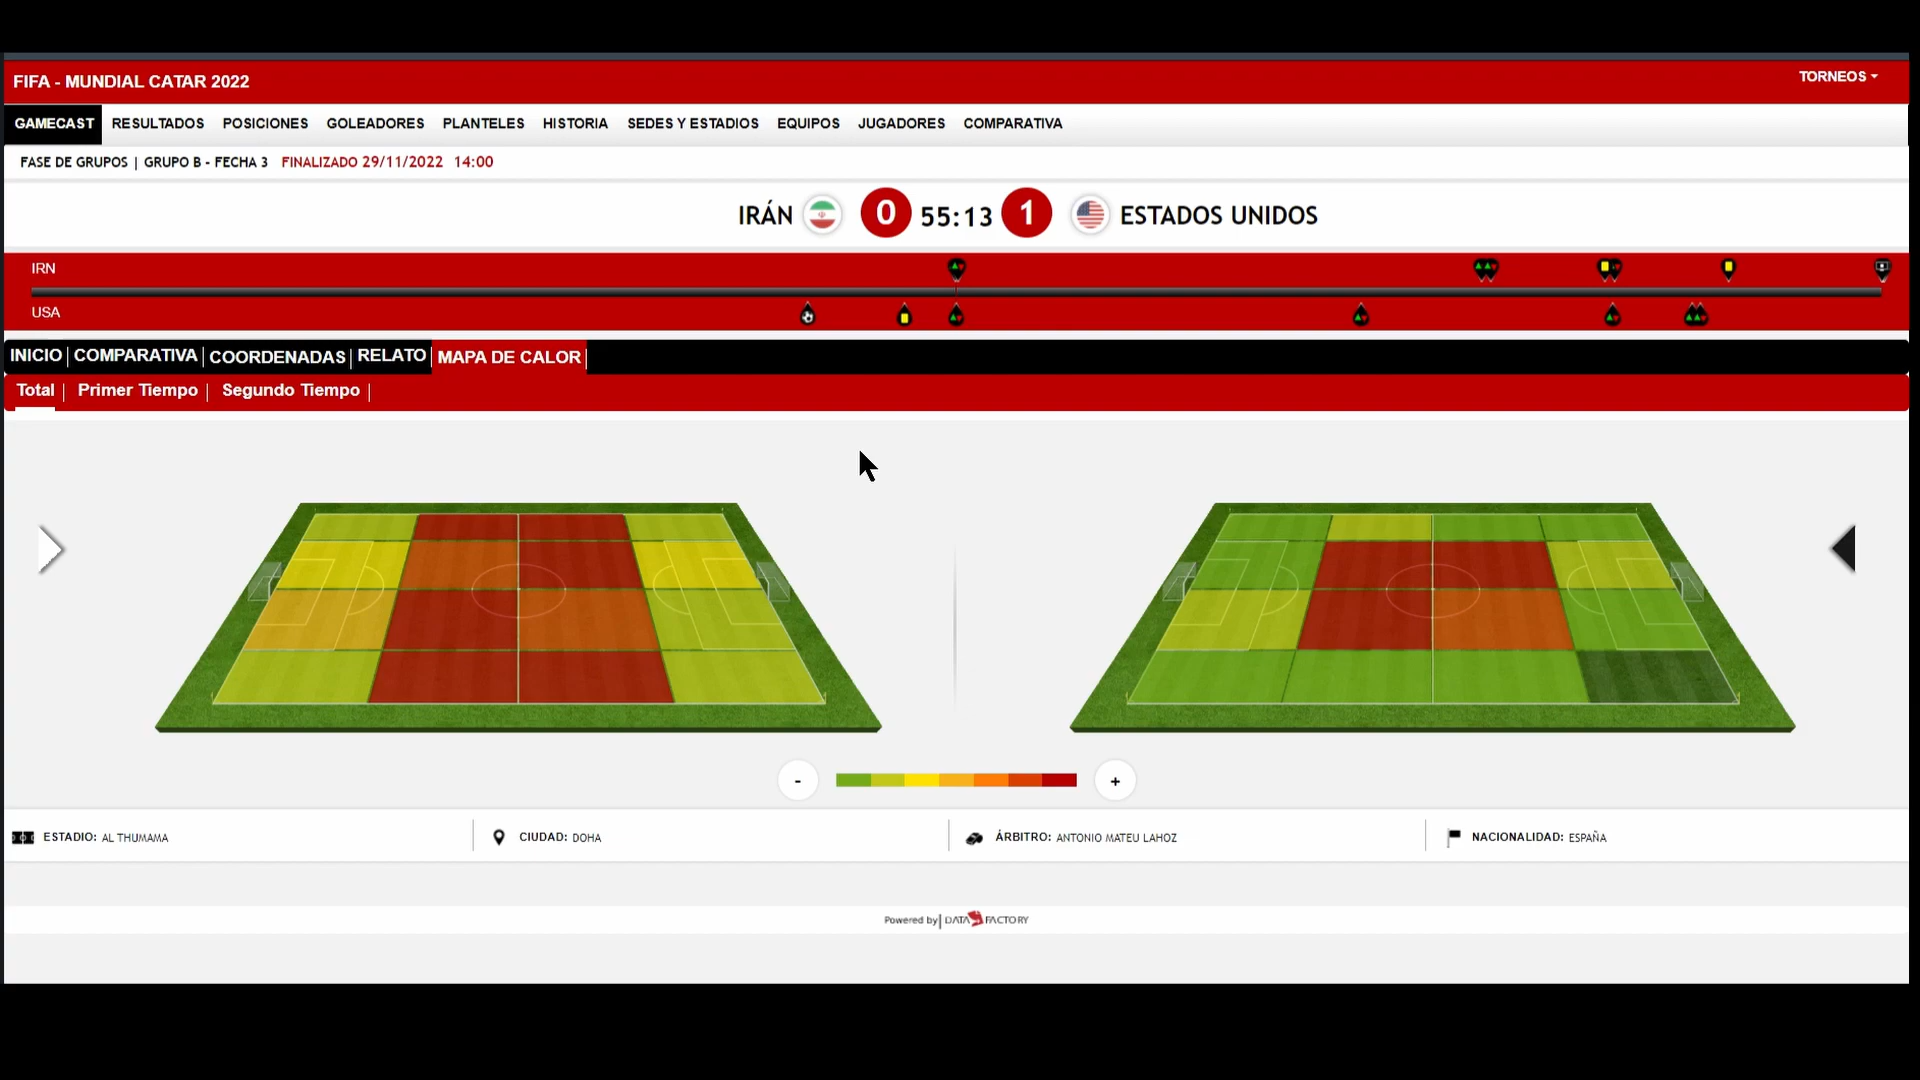 FIFA - MUNDIAL CATAR 2022
TORNEOS
GAMECAST RESULTADOS POSICIONES GOLEADORES PLANTELES HISTORIA SEDES Y ESTADIOS EQUIPOS JUGADORES COMPARATIVA
FASE DE GRUPOS | GRUPO B - FECHA 3 FINALIZADO 29/11/2022 14:00
IRÁN 0 55:13 1 ESTADOS UNIDOS
IRN
USA
INICIO | COMPARATIVA | COORDENADAS | RELATO | MAPA DE CALOR |
Total | Primer Tiempo | Segundo Tiempo |
- +
ESTADIO: AL THUMAMA CIUDAD: DOHA ÁRBITRO: ANTONIO MATEU LAHOZ NACIONALIDAD: ESPAÑA
Powered by | DATA FACTORY